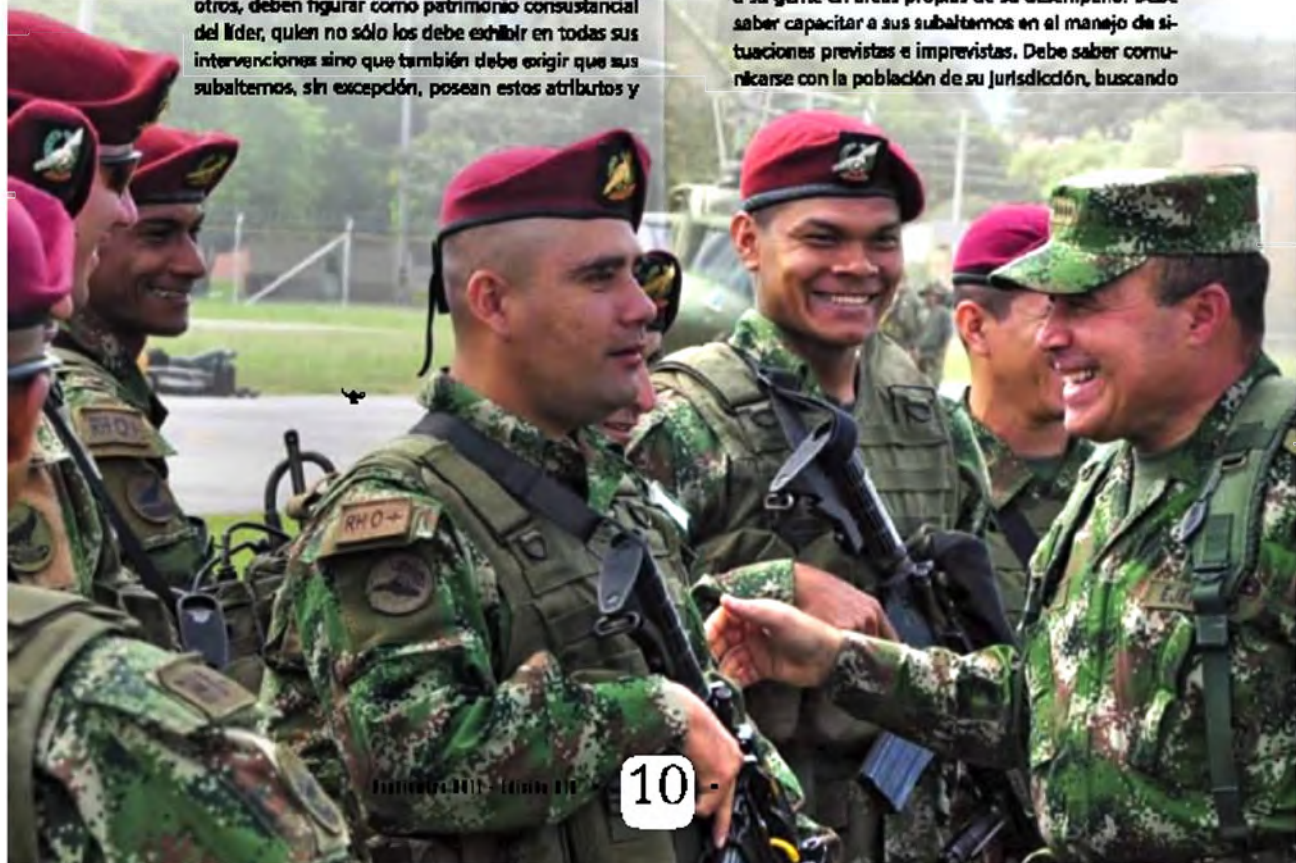 otros, deben figurar como patrimonio consustancial
del líder, quien no sólo los debe exhibir en todas sus
intervenciones sino que también debe exigir que sus
subalternos, sin excepción, posean estos atributos y
saber capacitar a sus subalternos en el manejo de si-
tuaciones previstas e imprevistas. Debe saber comu-
nicarse con la población de su jurisdicción, buscando
RH O+
RH O+
10